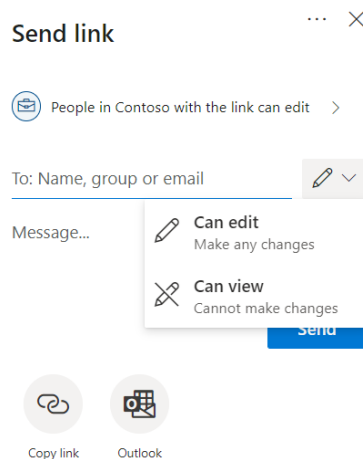 Send link
People in Contoso with the link can edit
To: Name, group or email
Can edit
Make any changes
Message...
Can view
Cannot make changes
Send
Copy link
Outlook